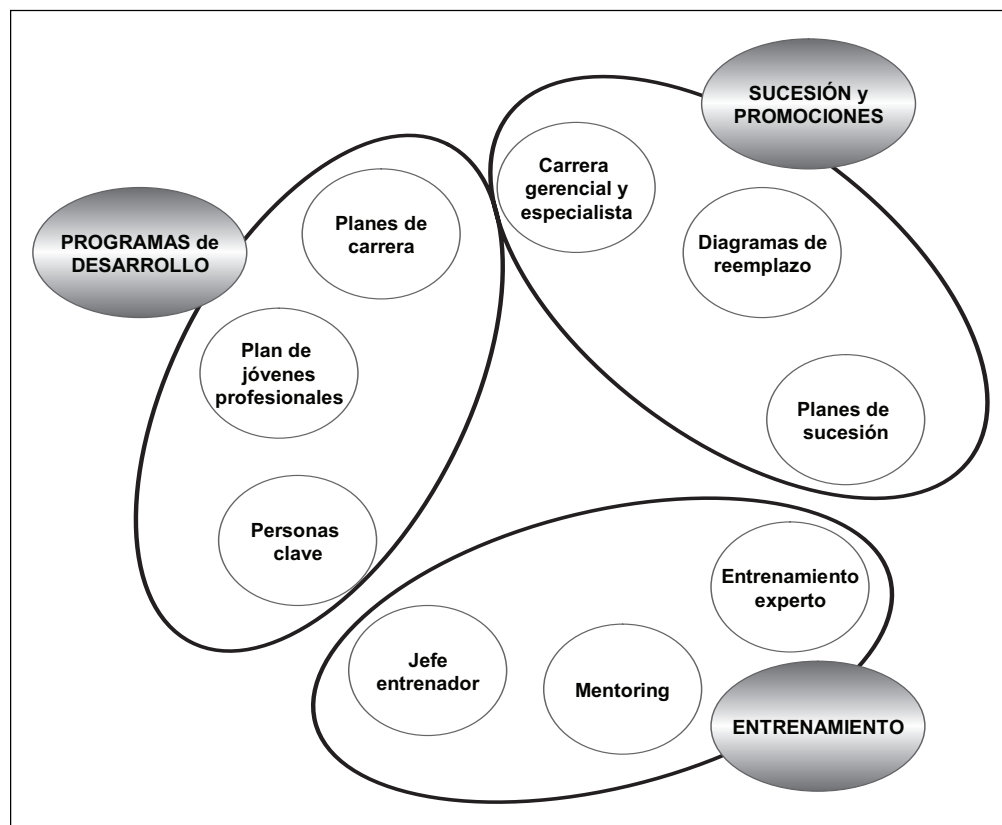 SUCESIÓN y
PROMOCIONES
Carrera
gerencial y
especialista
Diagramas de
reemplazo
Planes de
sucesión
PROGRAMAS de
DESARROLLO
Planes de
carrera
Plan de
jóvenes
profesionales
Personas
clave
Entrenamiento
experto
Jefe
entrenador
Mentoring
ENTRENAMIENTO